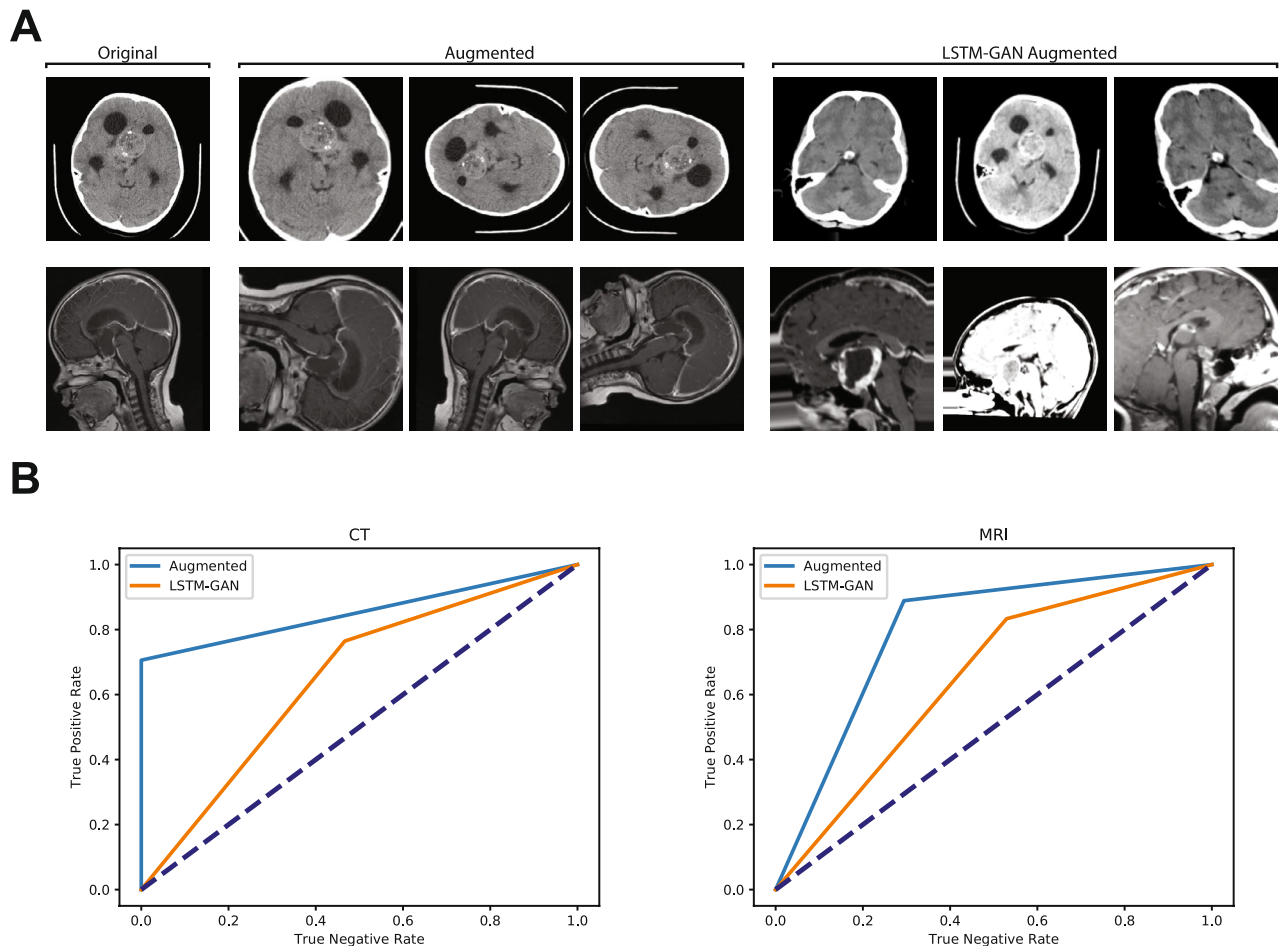 A
Original
Augmented
LSTM-GAN Augmented
B
CT
Augmented
LSTM-GAN
1.0
0.8
0.6
0.4
0.2
0.0
True Positive Rate
0.0 0.2 0.4 0.6 0.8 1.0
True Negative Rate
MRI
Augmented
LSTM-GAN
1.0
0.8
0.6
0.4
0.2
0.0
True Positive Rate
0.0 0.2 0.4 0.6 0.8 1.0
True Negative Rate